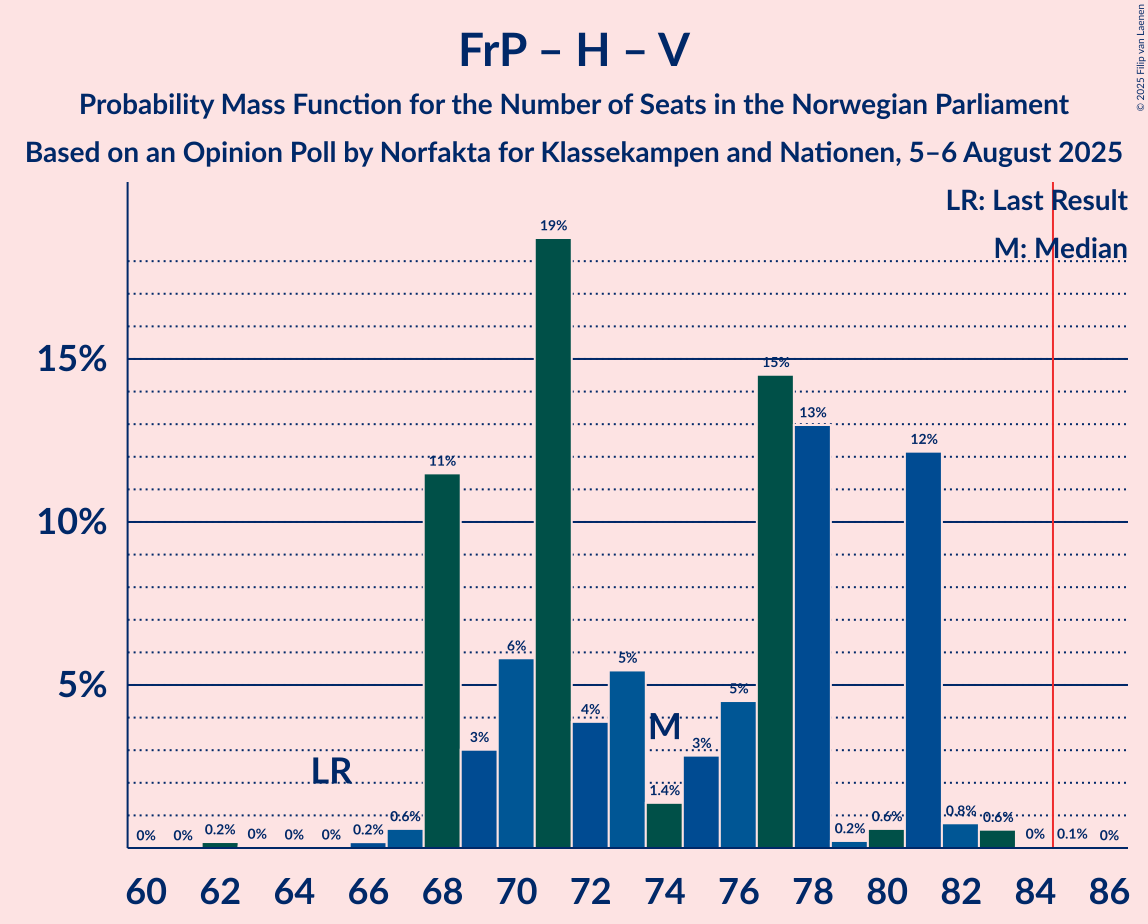 FrP – H – V
Probability Mass Function for the Number of Seats in the Norwegian Parliament
Based on an Opinion Poll by Norfakta for Klassekampen and Nationen, 5–6 August 2025
© 2025 Filip van Laenen
LR: Last Result
M: Median
15%
10%
5%
0% 0% 0.2% 0% 0% 0% 0.2% 0.6% 11% 3% 6% 19% 4% 5% 1.4% 3% 5% 15% 13% 0.2% 0.6% 12% 0.8% 0.6% 0% 0.1% 0%
LR
M
60 62 64 66 68 70 72 74 76 78 80 82 84 86